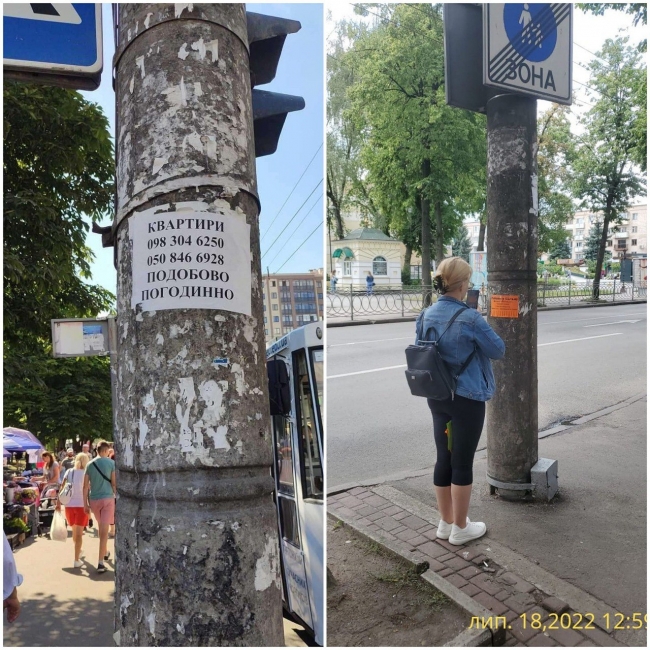 КВАРТИРИ
098 304 6250
050 846 6928
ПОДОБОВО
ПОГОДИННО
ЗОНА
лип. 18,2022 12:59